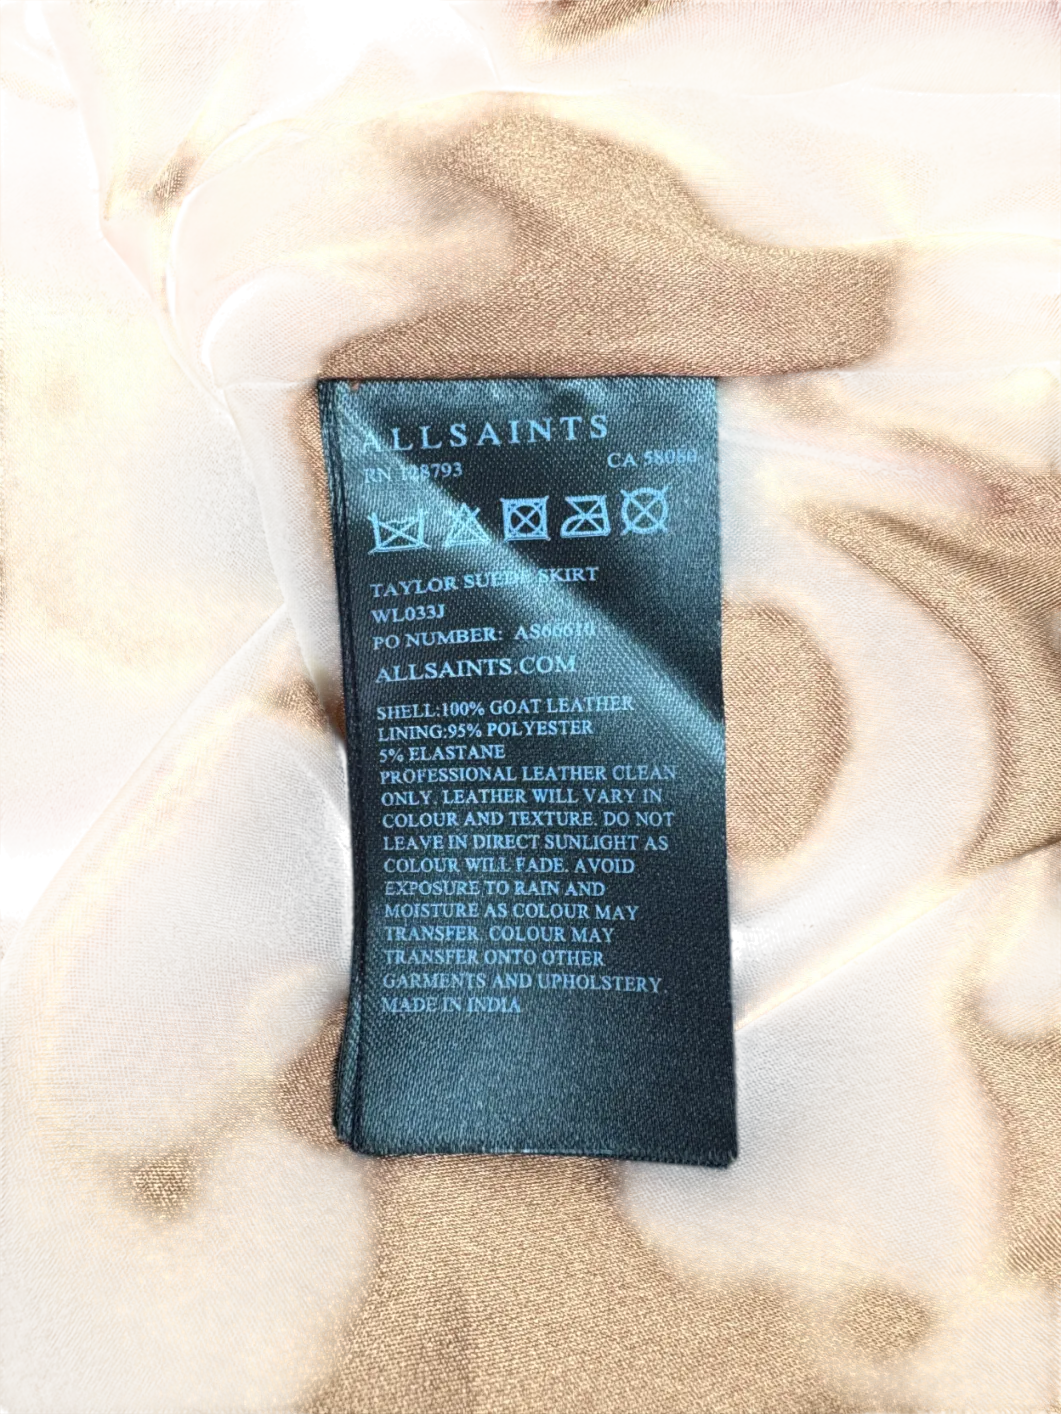 ALLSAINTS
RN 128793 CA 58060
TAYLOR SUEDE SKIRT
WL033J
PO NUMBER:
ALLSAINTS.COM
SHELL:100% GOAT LEATHER
LINING:95% POLYESTER
5% ELASTANE
PROFESSIONAL LEATHER CLEAN
ONLY. LEATHER WILL VARY IN
COLOUR AND TEXTURE. DO NOT
LEAVE IN DIRECT SUNLIGHT AS
COLOUR WILL FADE. AVOID
EXPOSURE TO RAIN AND
MOISTURE AS COLOUR MAY
TRANSFER. COLOUR MAY
TRANSFER ONTO OTHER
GARMENTS AND UPHOLSTERY.
MADE IN INDIA